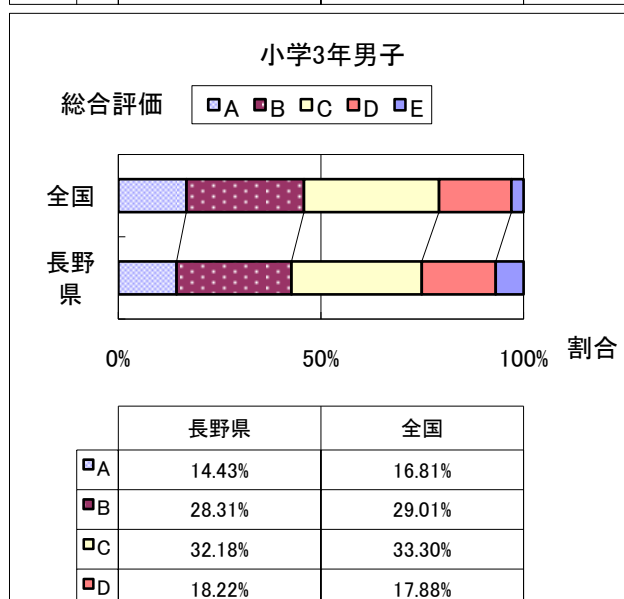 小学3年男子
総合評価 A B C D E
全国
長野
県
0% 50% 100% 割合
長野県 全国
A 14.43% 16.81%
B 28.31% 29.01%
C 32.18% 33.30%
D 18.22% 17.88%